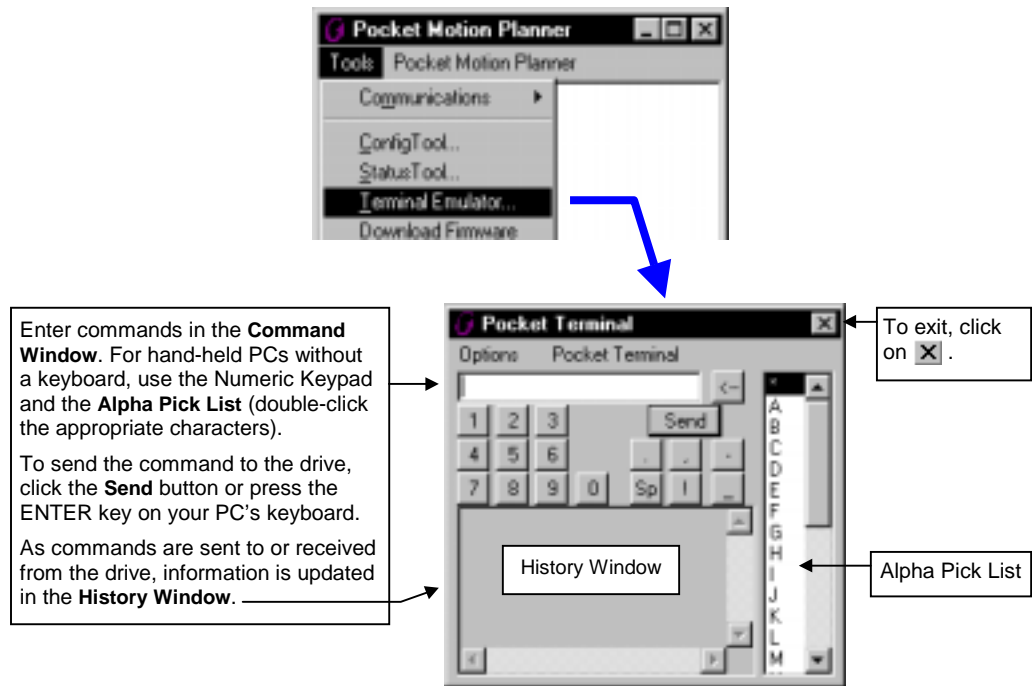 Pocket Motion Planner
Tools Pocket Motion Planner
Communications
ConfigTool...
StatusTool...
Terminal Emulator...
Download Firmware
Enter commands in the Command
Window. For hand-held PCs without
a keyboard, use the Numeric Keypad
and the Alpha Pick List (double-click
the appropriate characters).
To send the command to the drive,
click the Send button or press the
ENTER key on your PC's keyboard.
As commands are sent to or received
from the drive, information is updated
in the History Window.
Pocket Terminal
Options Pocket Terminal
<-
1 2 3 Send
4 5 6
7 8 9 0 Sp ! _
History Window
A
B
C
D
E
F
G
H
I
J
K
L
M
To exit, click
on X .
Alpha Pick List